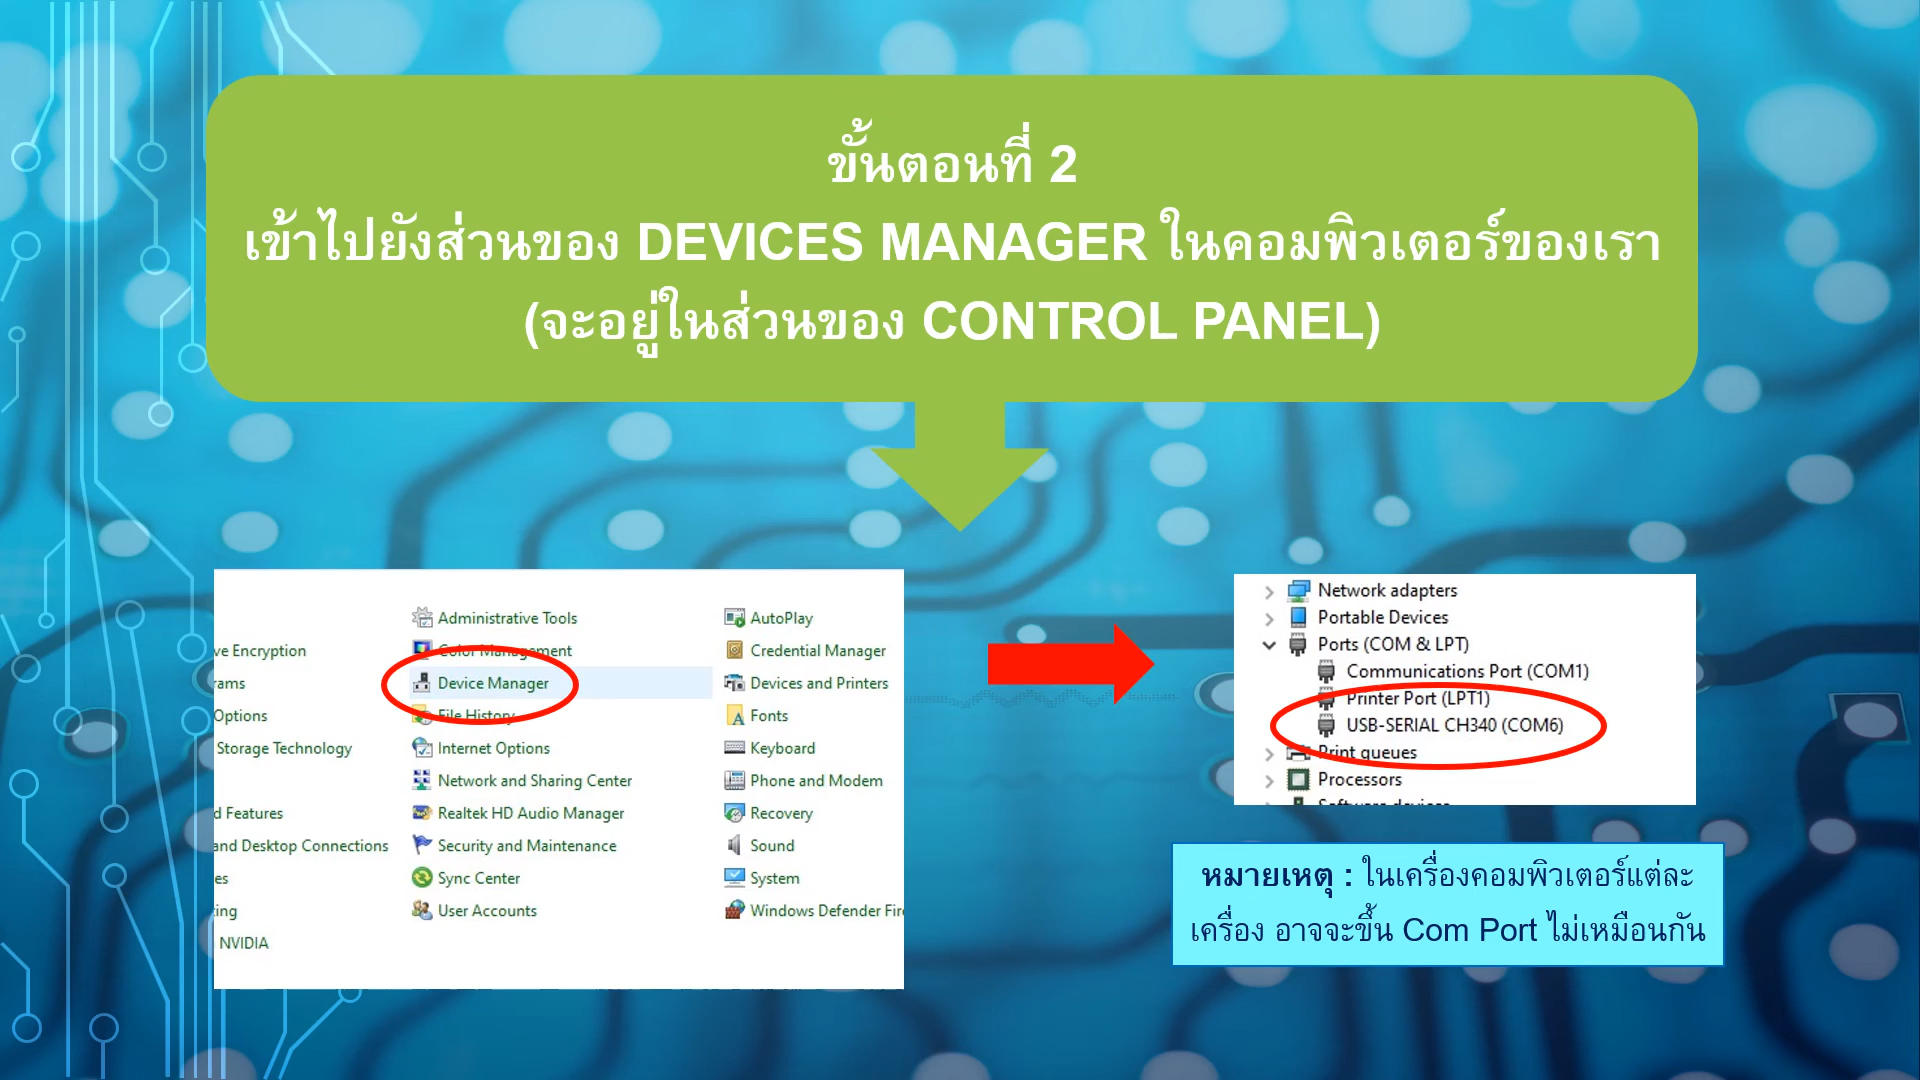 ขั้นตอนที่ 2
เข้าไปยังส่วนของ DEVICES MANAGER ในคอมพิวเตอร์ของเรา
(จะอยู่ในส่วนของ CONTROL PANEL)
ve Encryption
rams
Options
Storage Technology
d Features
and Desktop Connections
es
ing
NVIDIA
Administrative Tools
Color Management
Device Manager
File History
Internet Options
Network and Sharing Center
Realtek HD Audio Manager
Security and Maintenance
Sync Center
User Accounts
AutoPlay
Credential Manager
Devices and Printers
Fonts
Keyboard
Phone and Modem
Recovery
Sound
System
Windows Defender Fire
Network adapters
Portable Devices
Ports (COM & LPT)
Communications Port (COM1)
Printer Port (LPT1)
USB-SERIAL CH340 (COM6)
Print queues
Processors
Software devices
หมายเหตุ : ในเครื่องคอมพิวเตอร์แต่ละ
เครื่อง อาจจะขึ้น Com Port ไม่เหมือนกัน